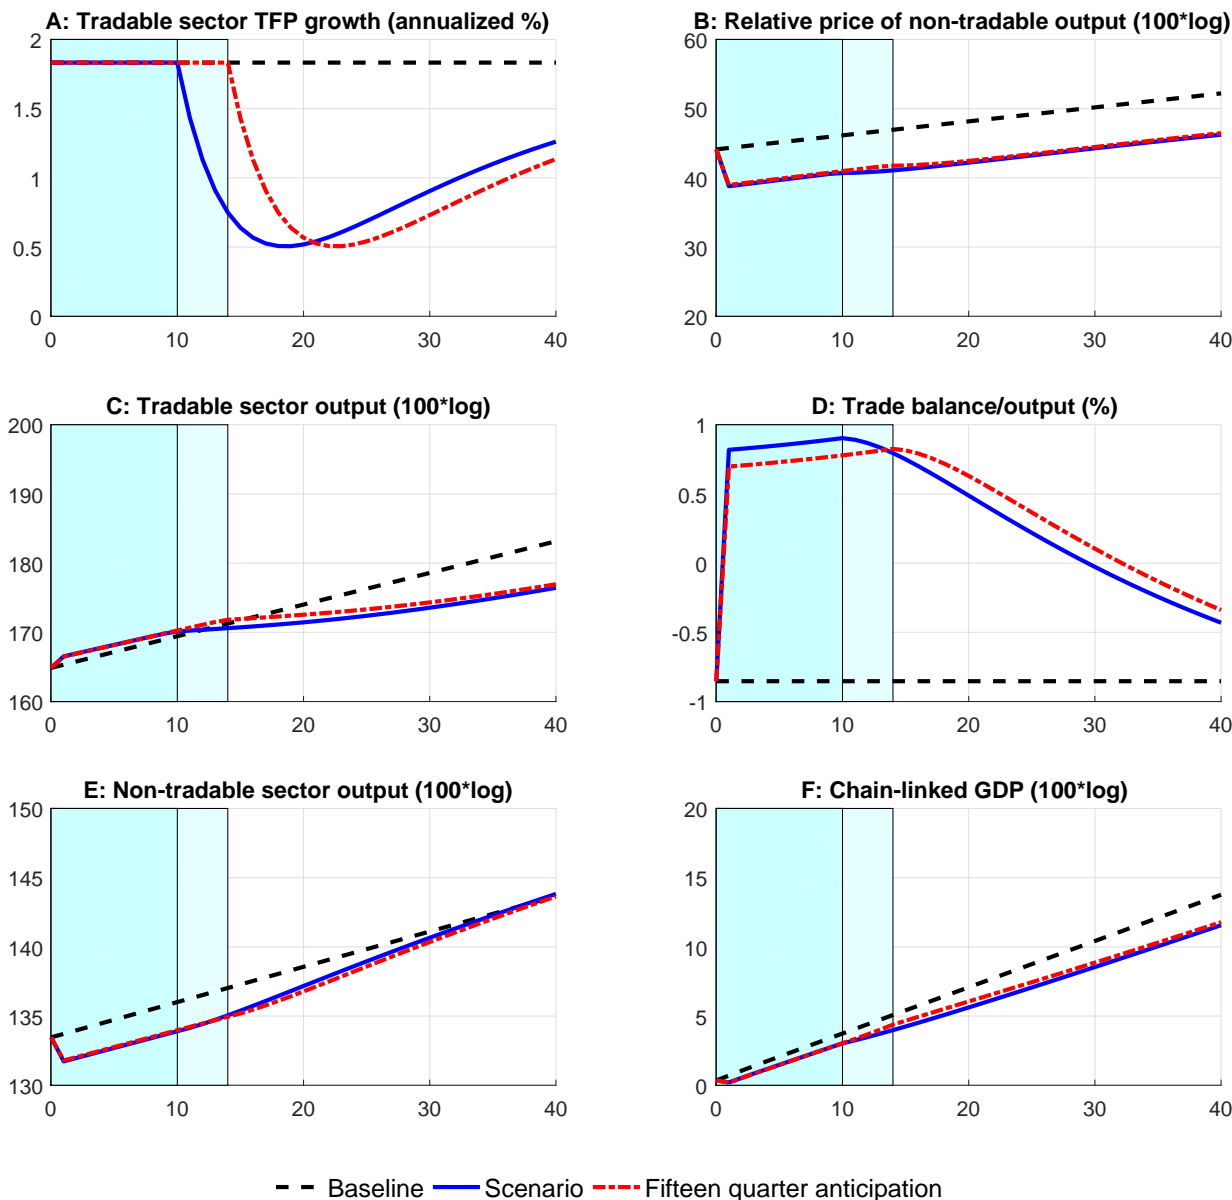 A: Tradable sector TFP growth (annualized %)
2
1.5
1
0.5
0
0 10 20 30 40
B: Relative price of non-tradable output (100*log)
60
50
40
30
20
0 10 20 30 40
C: Tradable sector output (100*log)
200
190
180
170
160
0 10 20 30 40
D: Trade balance/output (%)
1
0.5
0
-0.5
-1
0 10 20 30 40
E: Non-tradable sector output (100*log)
150
145
140
135
130
0 10 20 30 40
F: Chain-linked GDP (100*log)
20
15
10
5
0
0 10 20 30 40
Baseline Scenario Fifteen quarter anticipation